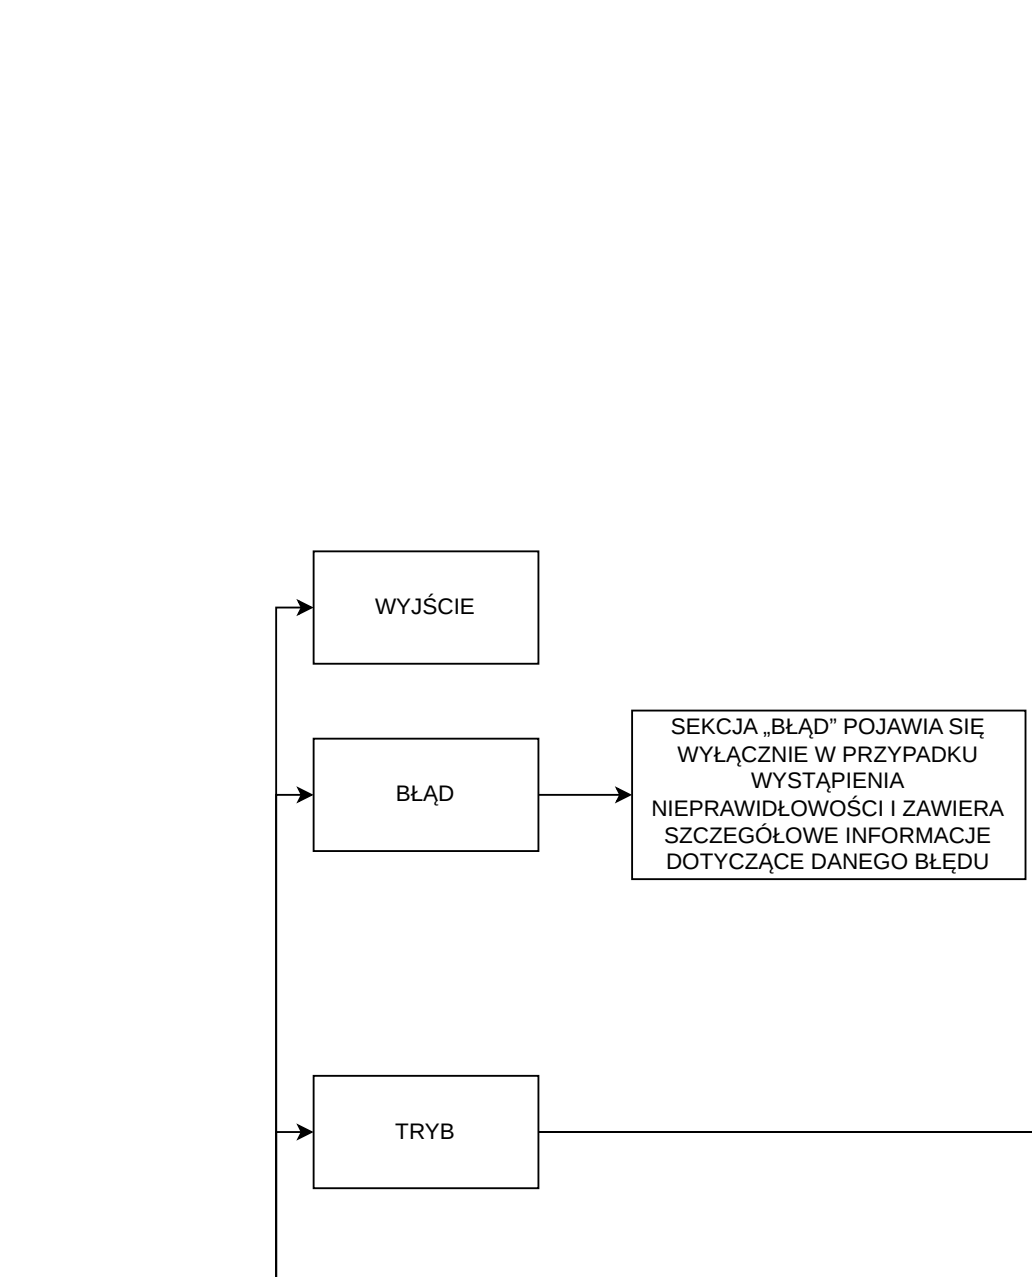 WYJŚCIE
BŁĄD
SEKCJA „BŁĄD” POJAWIA SIĘ
WYŁĄCZNIE W PRZYPADKU
WYSTĄPIENIA
NIEPRAWIDŁOWOŚCI I ZAWIERA
SZCZEGÓŁOWE INFORMACJE
DOTYCZĄCE DANEGO BŁĘDU
TRYB